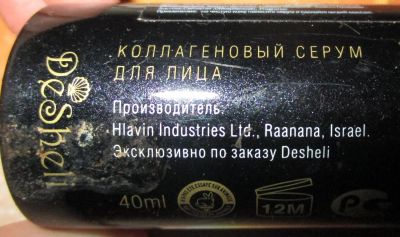 DeSheli
КОЛЛАГЕНОВЫЙ СЕРУМ
ДЛЯ ЛИЦА
Производитель:
Hlavin Industries Ltd., Raanana, Israel.
Эксклюзивно по заказу Desheli
40ml
12M